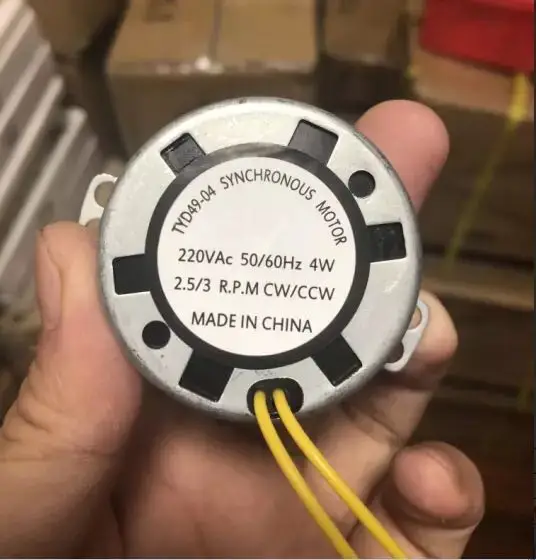 TYD49-04 SYNCHRONOUS MOTOR
220VAc 50/60Hz 4W
2.5/3 R.P.M CW/CCW
MADE IN CHINA